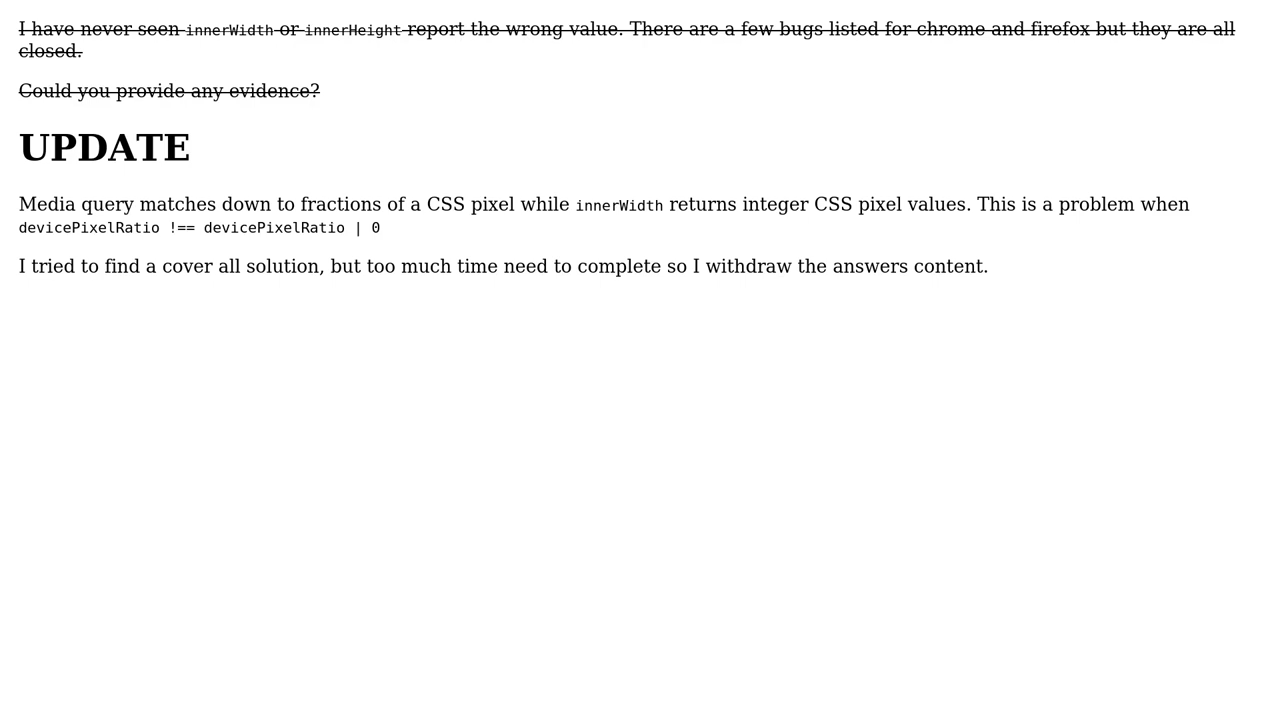 I have never seen innerWidth or innerHeight report the wrong value. There are a few bugs listed for chrome and firefox but they are all
closed.
Could you provide any evidence?
UPDATE
Media query matches down to fractions of a CSS pixel while innerWidth returns integer CSS pixel values. This is a problem when
devicePixelRatio !== devicePixelRatio | 0
I tried to find a cover all solution, but too much time need to complete so I withdraw the answers content.